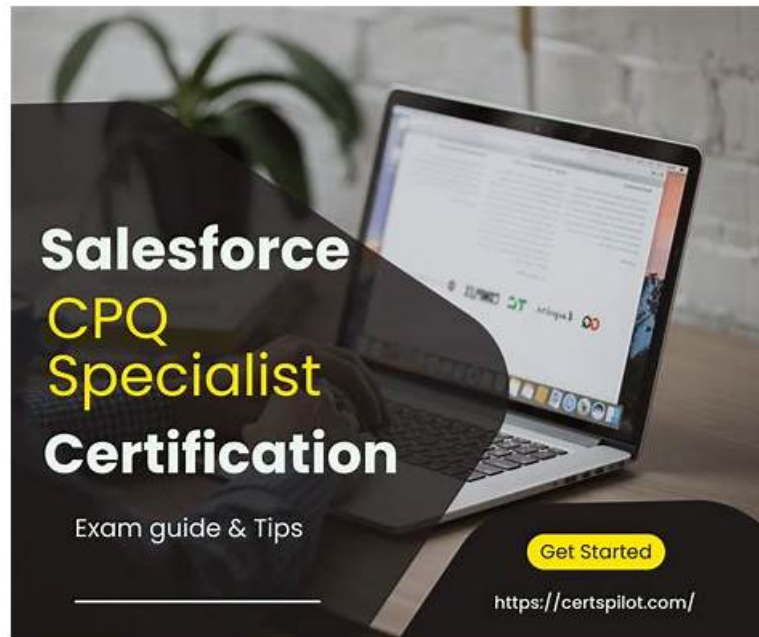 Salesforce
CPQ
Specialist
Certification
Exam guide & Tips
Get Started
https://certspilot.com/